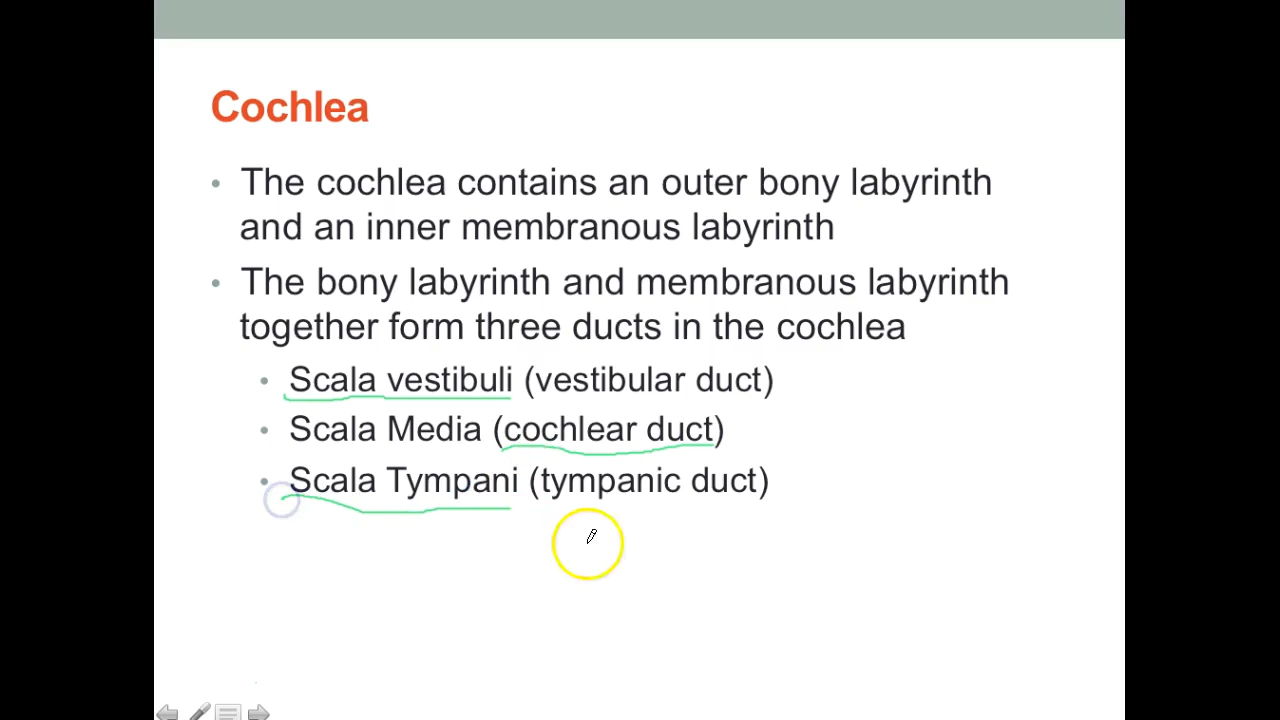 Cochlea
• The cochlea contains an outer bony labyrinth
and an inner membranous labyrinth
• The bony labyrinth and membranous labyrinth
together form three ducts in the cochlea
• Scala vestibuli (vestibular duct)
• Scala Media (cochlear duct)
• Scala Tympani (tympanic duct)